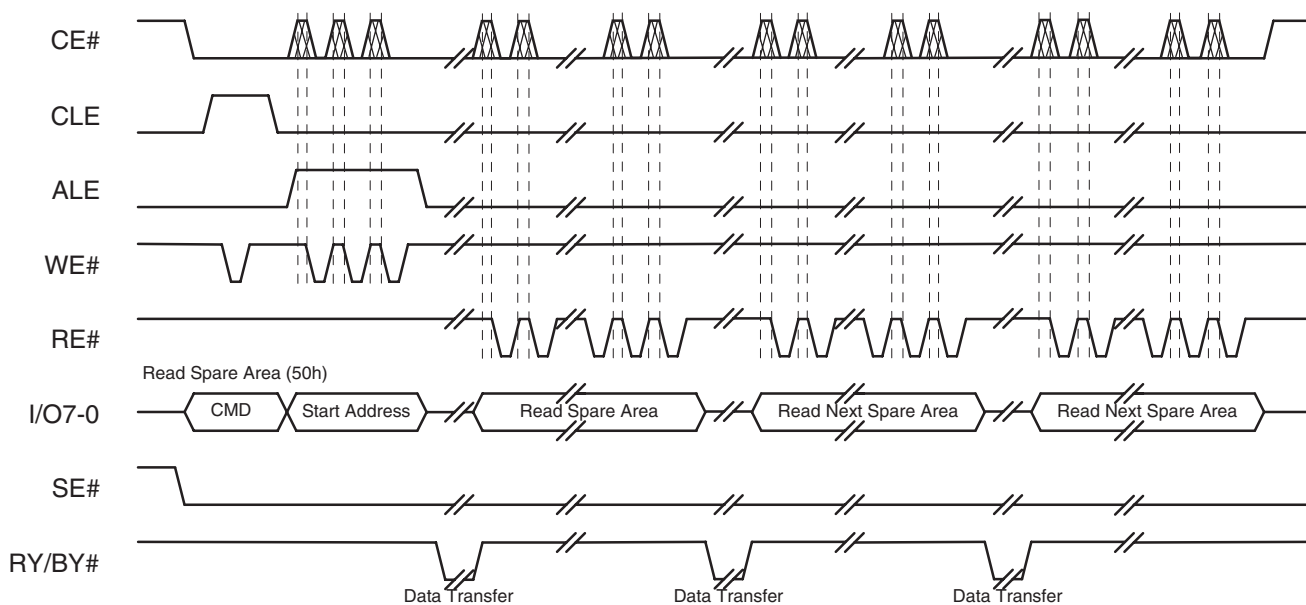 CE#
CLE
ALE
WE#
RE#
Read Spare Area (50h)
I/O7-0
CMD
Start Address
Read Spare Area
Read Next Spare Area
Read Next Spare Area
SE#
RY/BY#
Data Transfer
Data Transfer
Data Transfer